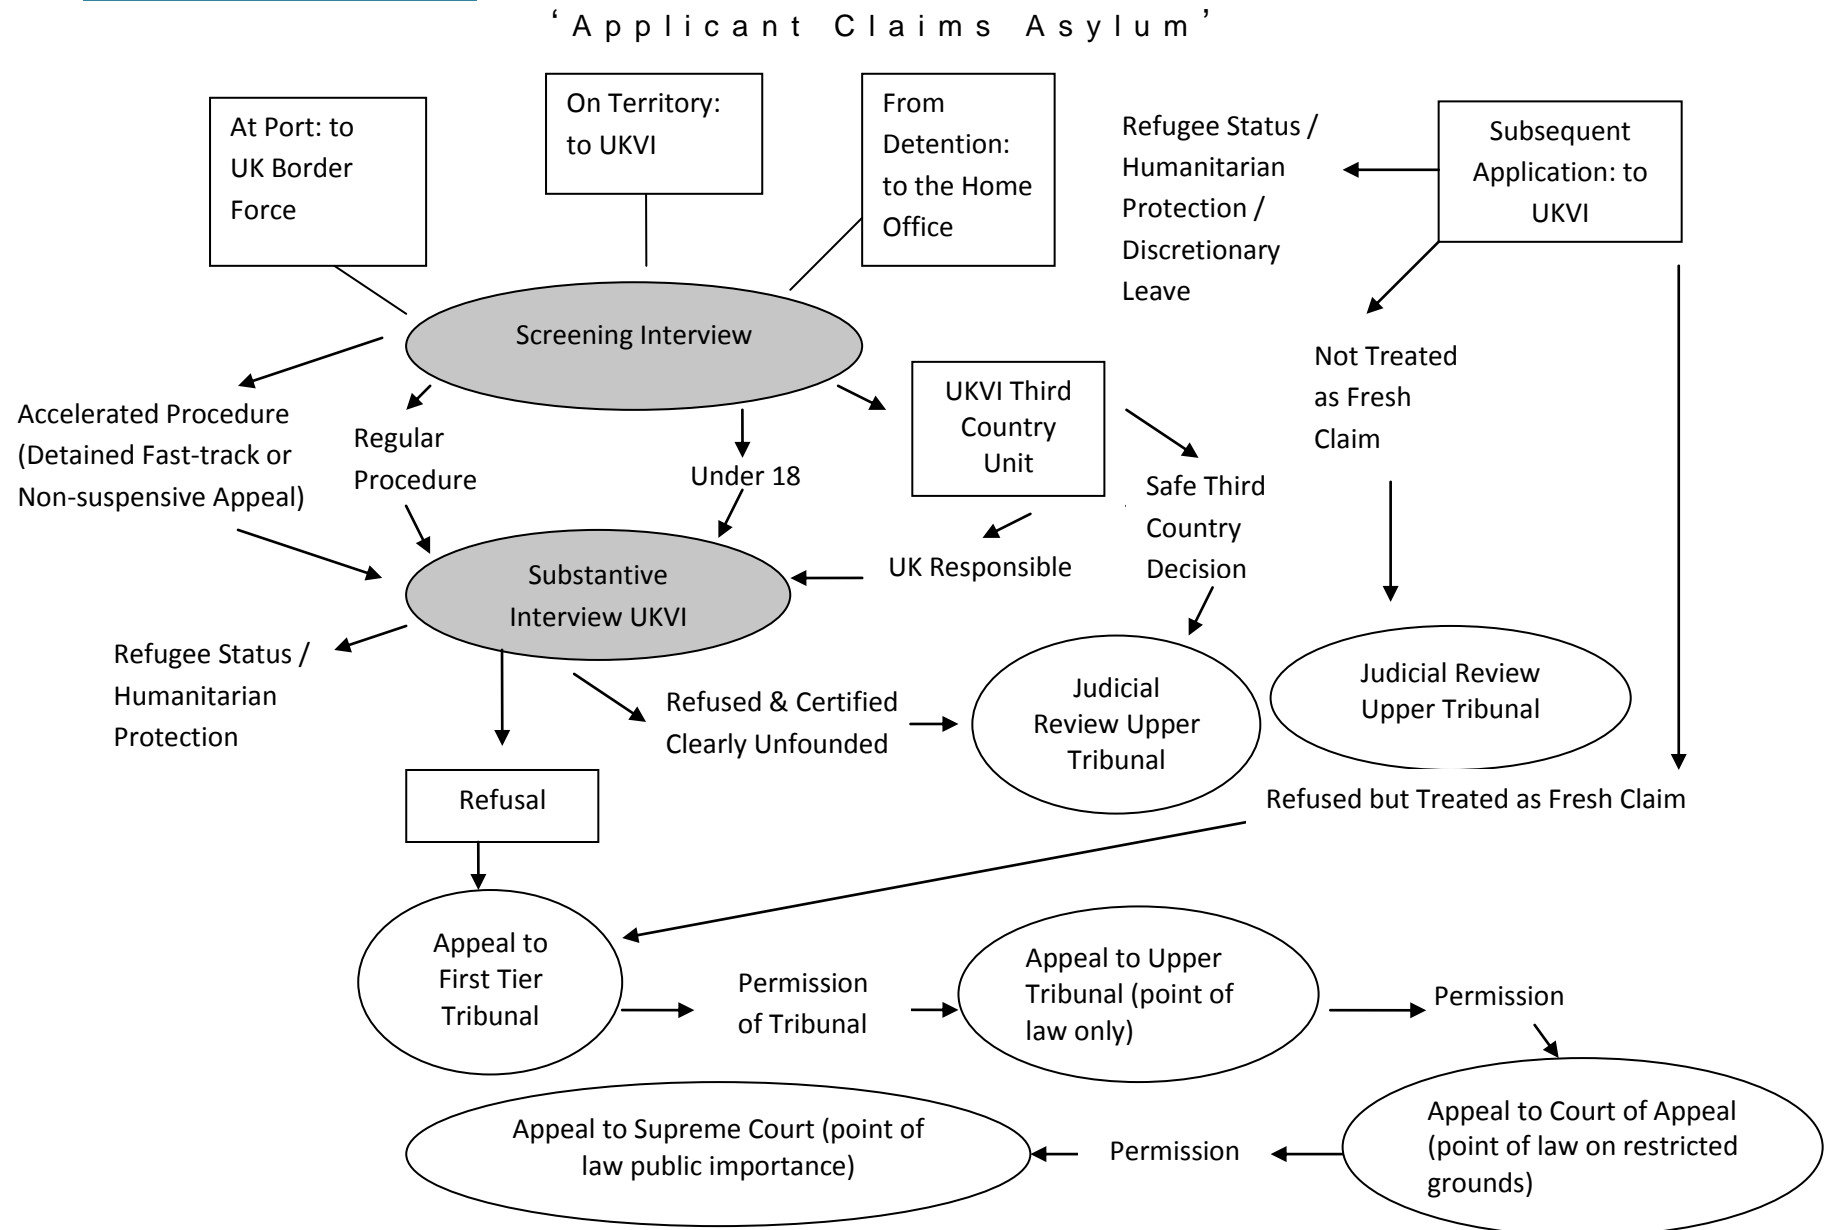 ‘Applicant Claims Asylum’
At Port: to
UK Border
Force
On Territory:
to UKVI
From
Detention:
to the Home
Office
Refugee Status /
Humanitarian
Protection /
Discretionary
Leave
Subsequent
Application: to
UKVI
Screening Interview
Not Treated
as Fresh
Claim
Accelerated Procedure
(Detained Fast-track or
Non-suspensive Appeal)
Regular
Procedure
Under 18
UKVI Third
Country
Unit
Safe Third
Country
Decision
UK Responsible
Substantive
Interview UKVI
Refugee Status /
Humanitarian
Protection
Refused & Certified
Clearly Unfounded
Judicial
Review Upper
Tribunal
Judicial Review
Upper Tribunal
Refusal
Refused but Treated as Fresh Claim
Appeal to
First Tier
Tribunal
Permission
of Tribunal
Appeal to Upper
Tribunal (point of
law only)
Permission
Appeal to Court of Appeal
(point of law on restricted
grounds)
Permission
Appeal to Supreme Court (point of
law public importance)